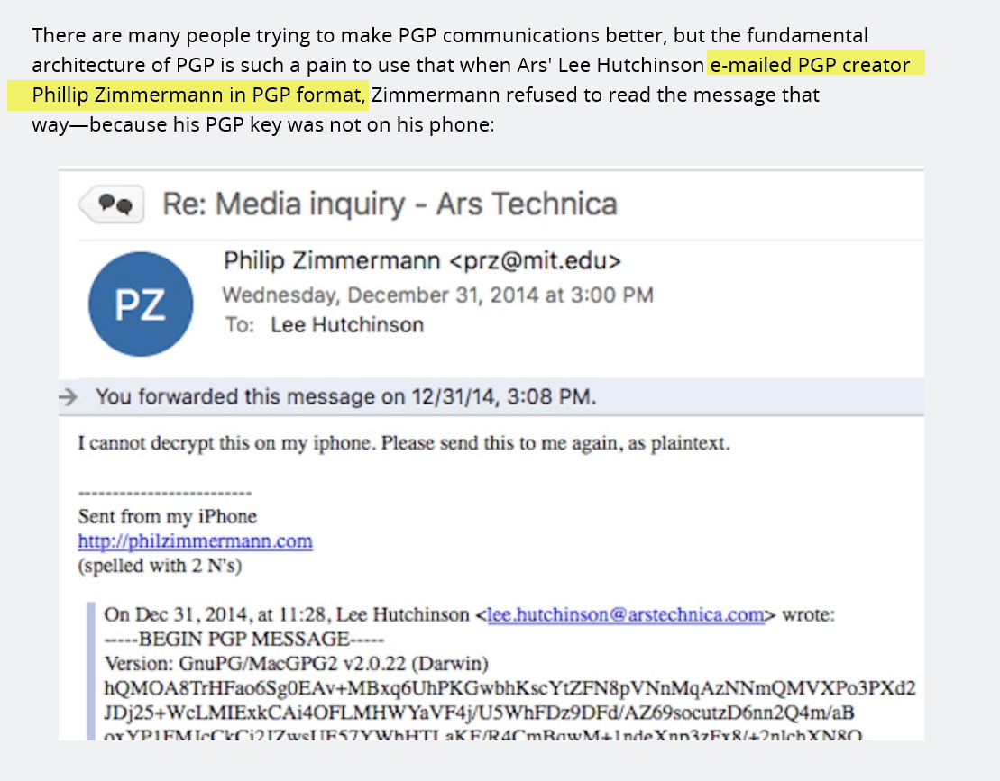 There are many people trying to make PGP communications better, but the fundamental
architecture of PGP is such a pain to use that when Ars' Lee Hutchinson e-mailed PGP creator
Phillip Zimmermann in PGP format, Zimmermann refused to read the message that
way—because his PGP key was not on his phone:
Re: Media inquiry - Ars Technica
PZ
Philip Zimmermann <prz@mit.edu>
Wednesday, December 31, 2014 at 3:00 PM
To: Lee Hutchinson
You forwarded this message on 12/31/14, 3:08 PM.
I cannot decrypt this on my iphone. Please send this to me again, as plaintext.
--------------------------
Sent from my iPhone
http://philzimmermann.com
(spelled with 2 N's)
On Dec 31, 2014, at 11:28, Lee Hutchinson <lee.hutchinson@arstechnica.com> wrote:
-----BEGIN PGP MESSAGE-----
Version: GnuPG/MacGPG2 v2.0.22 (Darwin)
hQMOA8TrHFao6Sg0EAv+MBxq6UhPKGwbhKscYtZFN8pVNnMqAzNNmQMVXPo3PXd2
JDj25+WcLMIExkCAi4OFLMHWYaVF4j/U5WhFDz9DFd/AZ69socutzD6nn2Q4m/aB